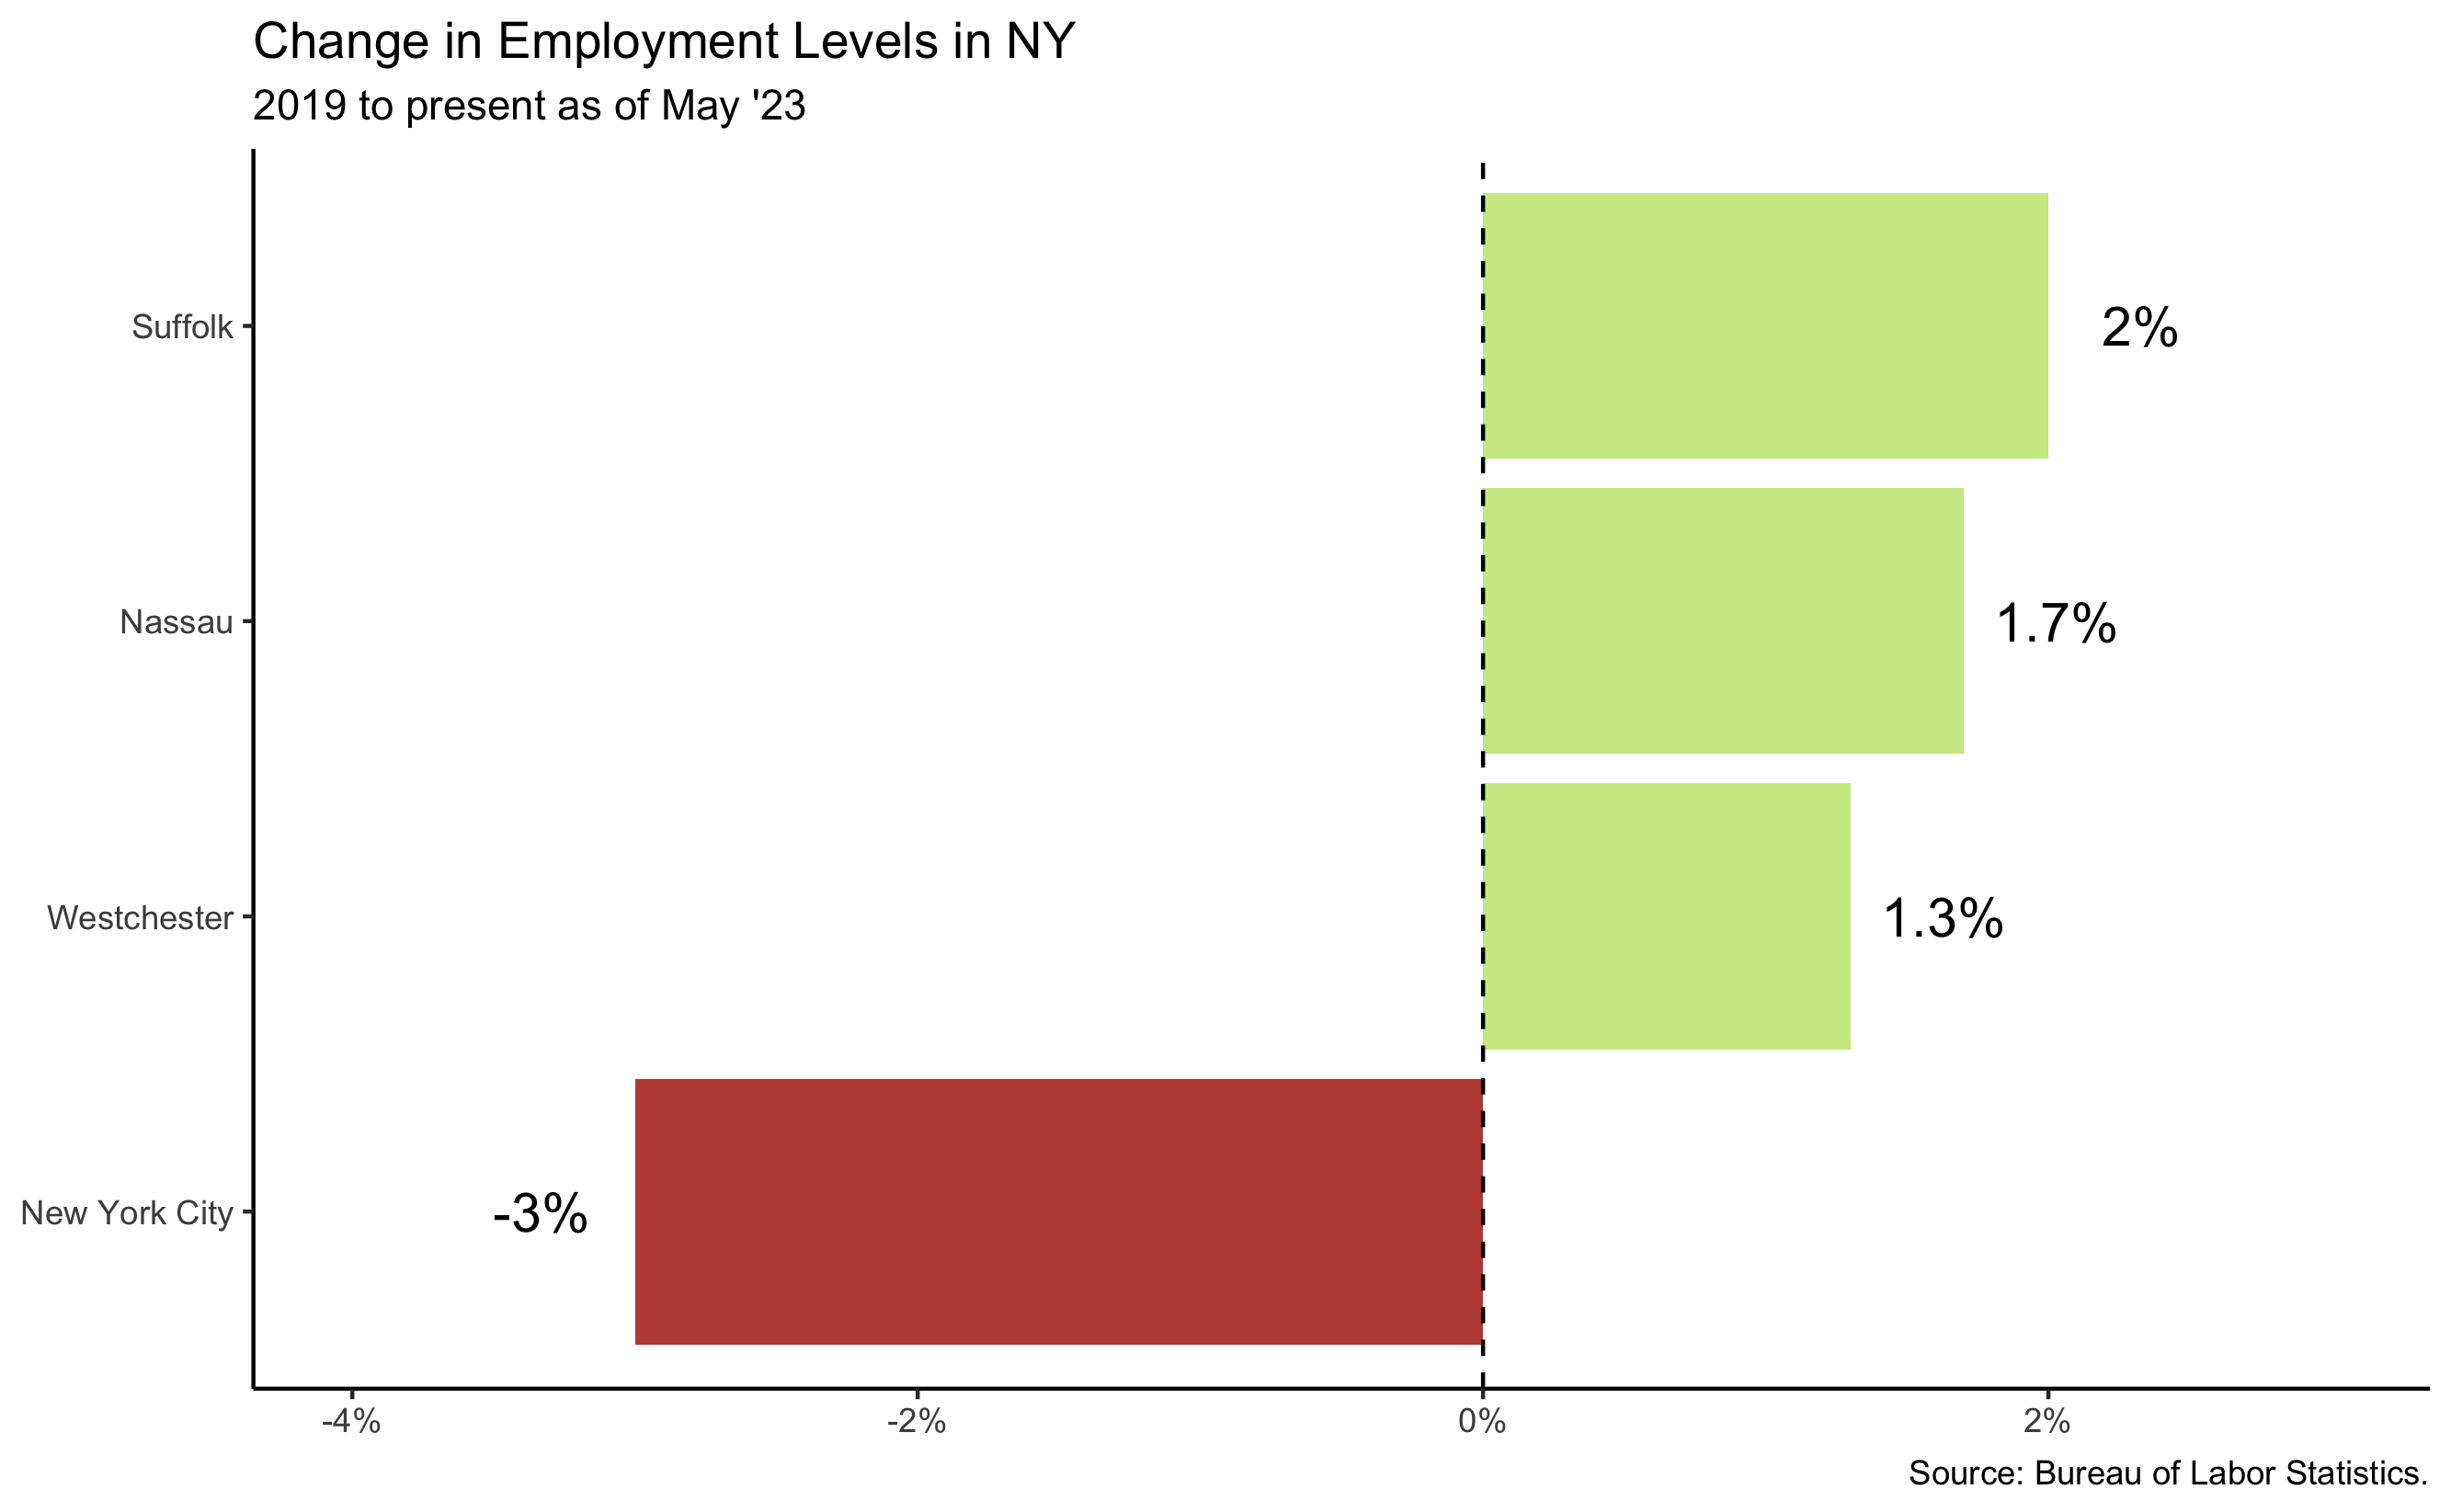 Change in Employment Levels in NY
2019 to present as of May '23
Suffolk
2%
Nassau
1.7%
Westchester
1.3%
New York City
-3%
-4%
-2%
0%
2%
Source: Bureau of Labor Statistics.